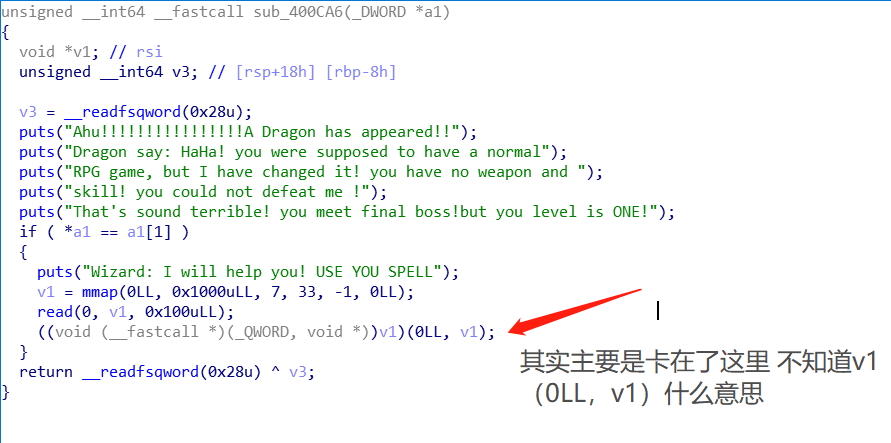 unsigned __int64 __fastcall sub_400CA6(_DWORD *a1)
{
  void *v1; // rsi
  unsigned __int64 v3; // [rsp+18h] [rbp-8h]

  v3 = __readfsqword(0x28u);
  puts("Ahu!!!!!!!!!!!!!!!!A Dragon has appeared!!");
  puts("Dragon say: HaHa! you were supposed to have a normal");
  puts("RPG game, but I have changed it! you have no weapon and ");
  puts("skill! you could not defeat me !");
  puts("That's sound terrible! you meet final boss!but you level is ONE!");
  if ( *a1 == a1[1] )
  {
    puts("Wizard: I will help you! USE YOU SPELL");
    v1 = mmap(0LL, 0x1000uLL, 7, 33, -1, 0LL);
    read(0, v1, 0x100uLL);
    ((void (__fastcall *)(_QWORD, void *))v1)(0LL, v1);
  }
  return __readfsqword(0x28u) ^ v3;
}
其实主要是卡在了这里 不知道v1
（0LL，v1）什么意思